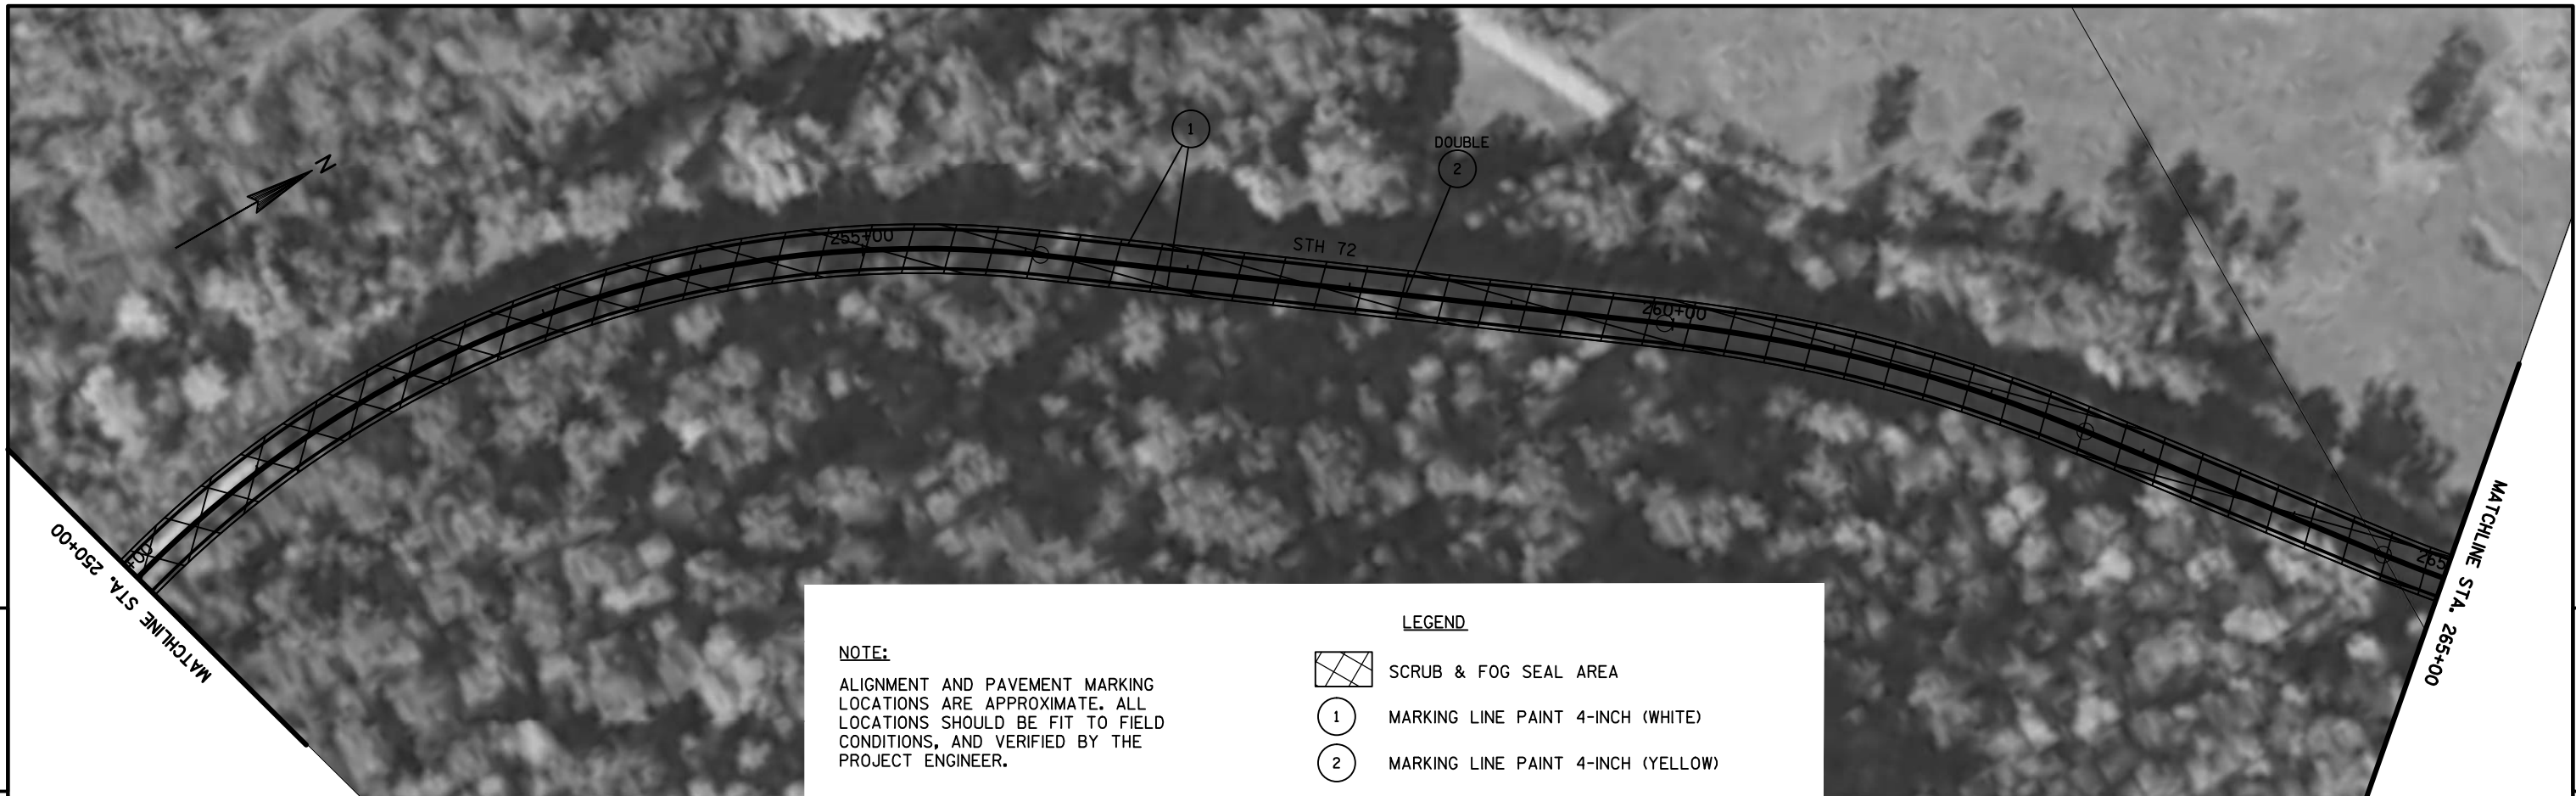 N
1
DOUBLE
2
255+00
STH 72
260+00
265
+00
MATCHLINE STA. 250+00
MATCHLINE STA. 265+00
NOTE:
ALIGNMENT AND PAVEMENT MARKING
LOCATIONS ARE APPROXIMATE. ALL
LOCATIONS SHOULD BE FIT TO FIELD
CONDITIONS, AND VERIFIED BY THE
PROJECT ENGINEER.
LEGEND
SCRUB & FOG SEAL AREA
1 MARKING LINE PAINT 4-INCH (WHITE)
2 MARKING LINE PAINT 4-INCH (YELLOW)